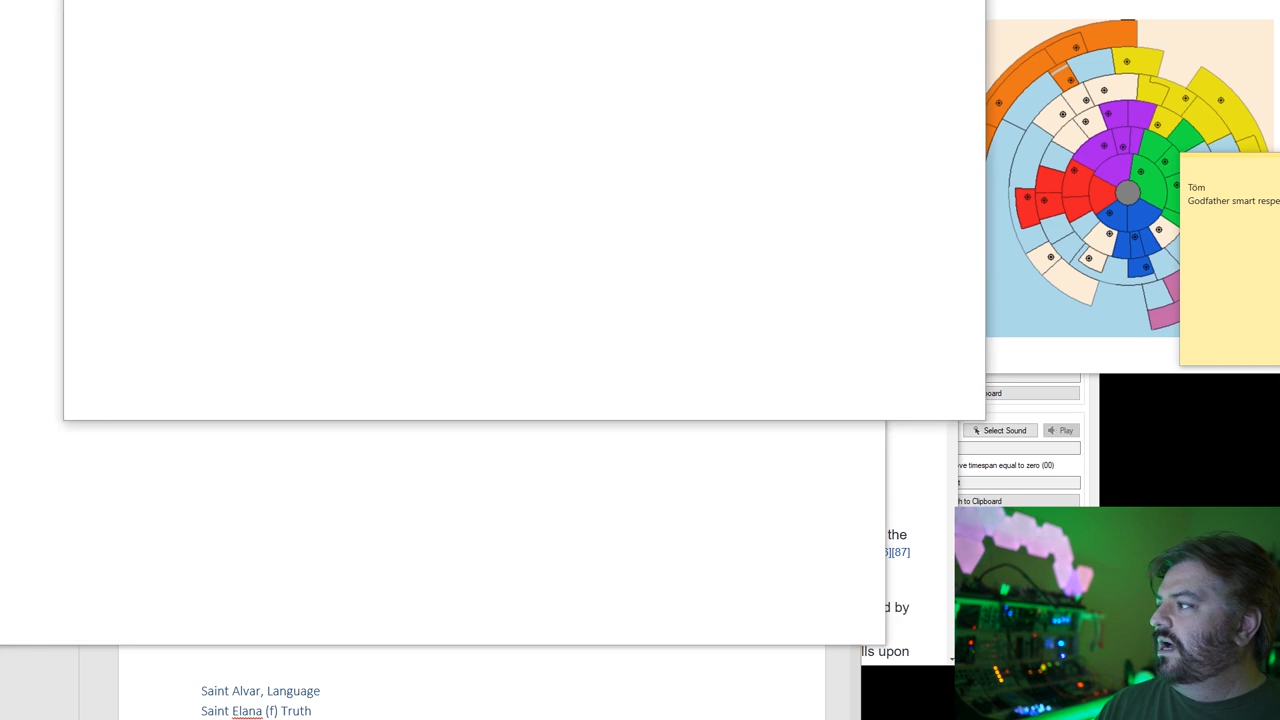 Töm
Godfather smart respe
board
Select Sound
Play
ve timespan equal to zero (00)
t
h to Clipboard
the
][87]
d by
lls upon
Saint Alvar, Language
Saint Elana (f) Truth